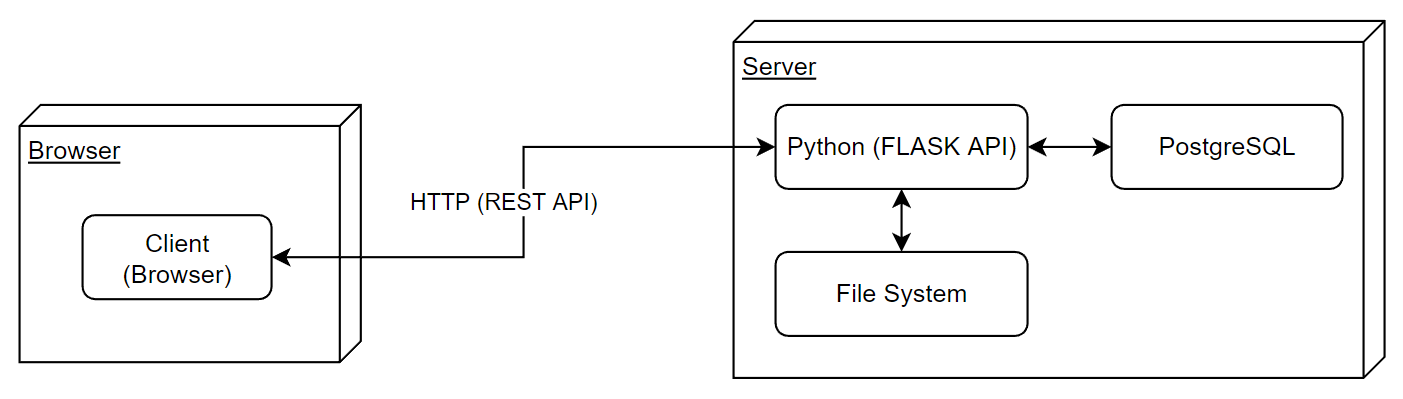 Server
Browser
Python (FLASK API)
PostgreSQL
HTTP (REST API)
Client
(Browser)
File System